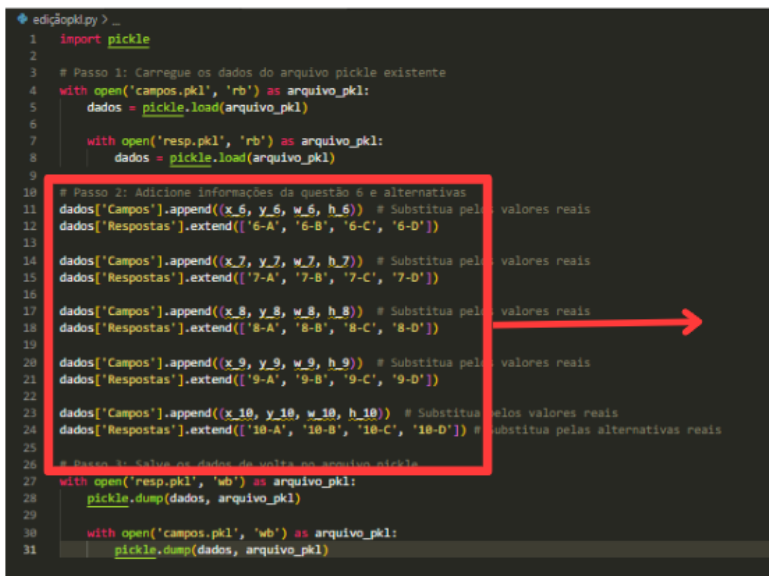 ediçãopkl.py > ...
1 import pickle
2
3 # Passo 1: Carregue os dados do arquivo pickle existente
4 with open('campos.pkl', 'rb') as arquivo_pkl:
5 dados = pickle.load(arquivo_pkl)
6
7 with open('resp.pkl', 'rb') as arquivo_pkl:
8 dados = pickle.load(arquivo_pkl)
9
10 # Passo 2: Adicione informações da questão 6 e alternativas
11 dados['Campos'].append((x_6, y_6, w_6, h_6)) # Substitua pelos valores reais
12 dados['Respostas'].extend(['6-A', '6-B', '6-C', '6-D'])
13
14 dados['Campos'].append((x_7, y_7, w_7, h_7)) # Substitua pelos valores reais
15 dados['Respostas'].extend(['7-A', '7-B', '7-C', '7-D'])
16
17 dados['Campos'].append((x_8, y_8, w_8, h_8)) # Substitua pelos valores reais
18 dados['Respostas'].extend(['8-A', '8-B', '8-C', '8-D'])
19
20 dados['Campos'].append((x_9, y_9, w_9, h_9)) # Substitua pelos valores reais
21 dados['Respostas'].extend(['9-A', '9-B', '9-C', '9-D'])
22
23 dados['Campos'].append((x_10, y_10, w_10, h_10)) # Substitua pelos valores reais
24 dados['Respostas'].extend(['10-A', '10-B', '10-C', '10-D']) # Substitua pelas alternativas reais
25
26 # Passo 3: Salve os dados de volta no arquivo pickle
27 with open('resp.pkl', 'wb') as arquivo_pkl:
28 pickle.dump(dados, arquivo_pkl)
29
30 with open('campos.pkl', 'wb') as arquivo_pkl:
31 pickle.dump(dados, arquivo_pkl)